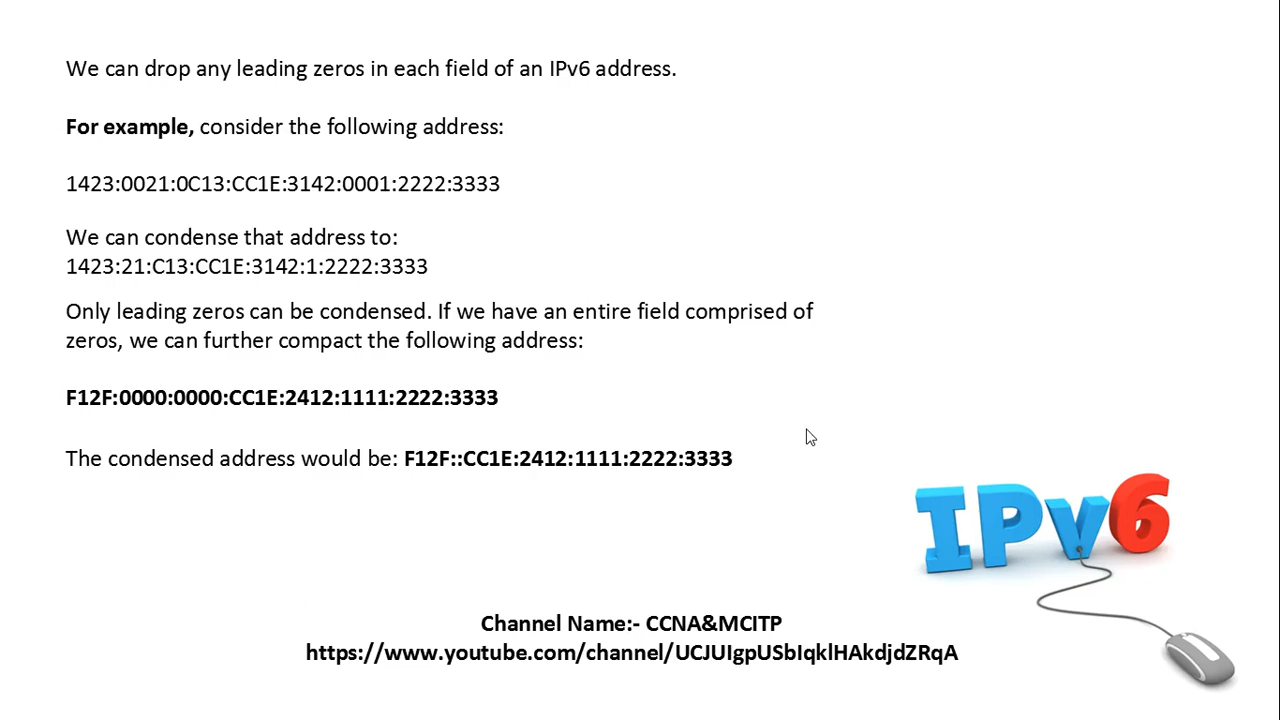 We can drop any leading zeros in each field of an IPv6 address.
For example, consider the following address:
1423:0021:0C13:CC1E:3142:0001:2222:3333
We can condense that address to:
1423:21:C13:CC1E:3142:1:2222:3333
Only leading zeros can be condensed. If we have an entire field comprised of
zeros, we can further compact the following address:
F12F:0000:0000:CC1E:2412:1111:2222:3333
The condensed address would be: F12F::CC1E:2412:1111:2222:3333
IPv6
Channel Name:- CCNA&MCITP
https://www.youtube.com/channel/UCJUIgpUSbIqklHAkdjdZRqA